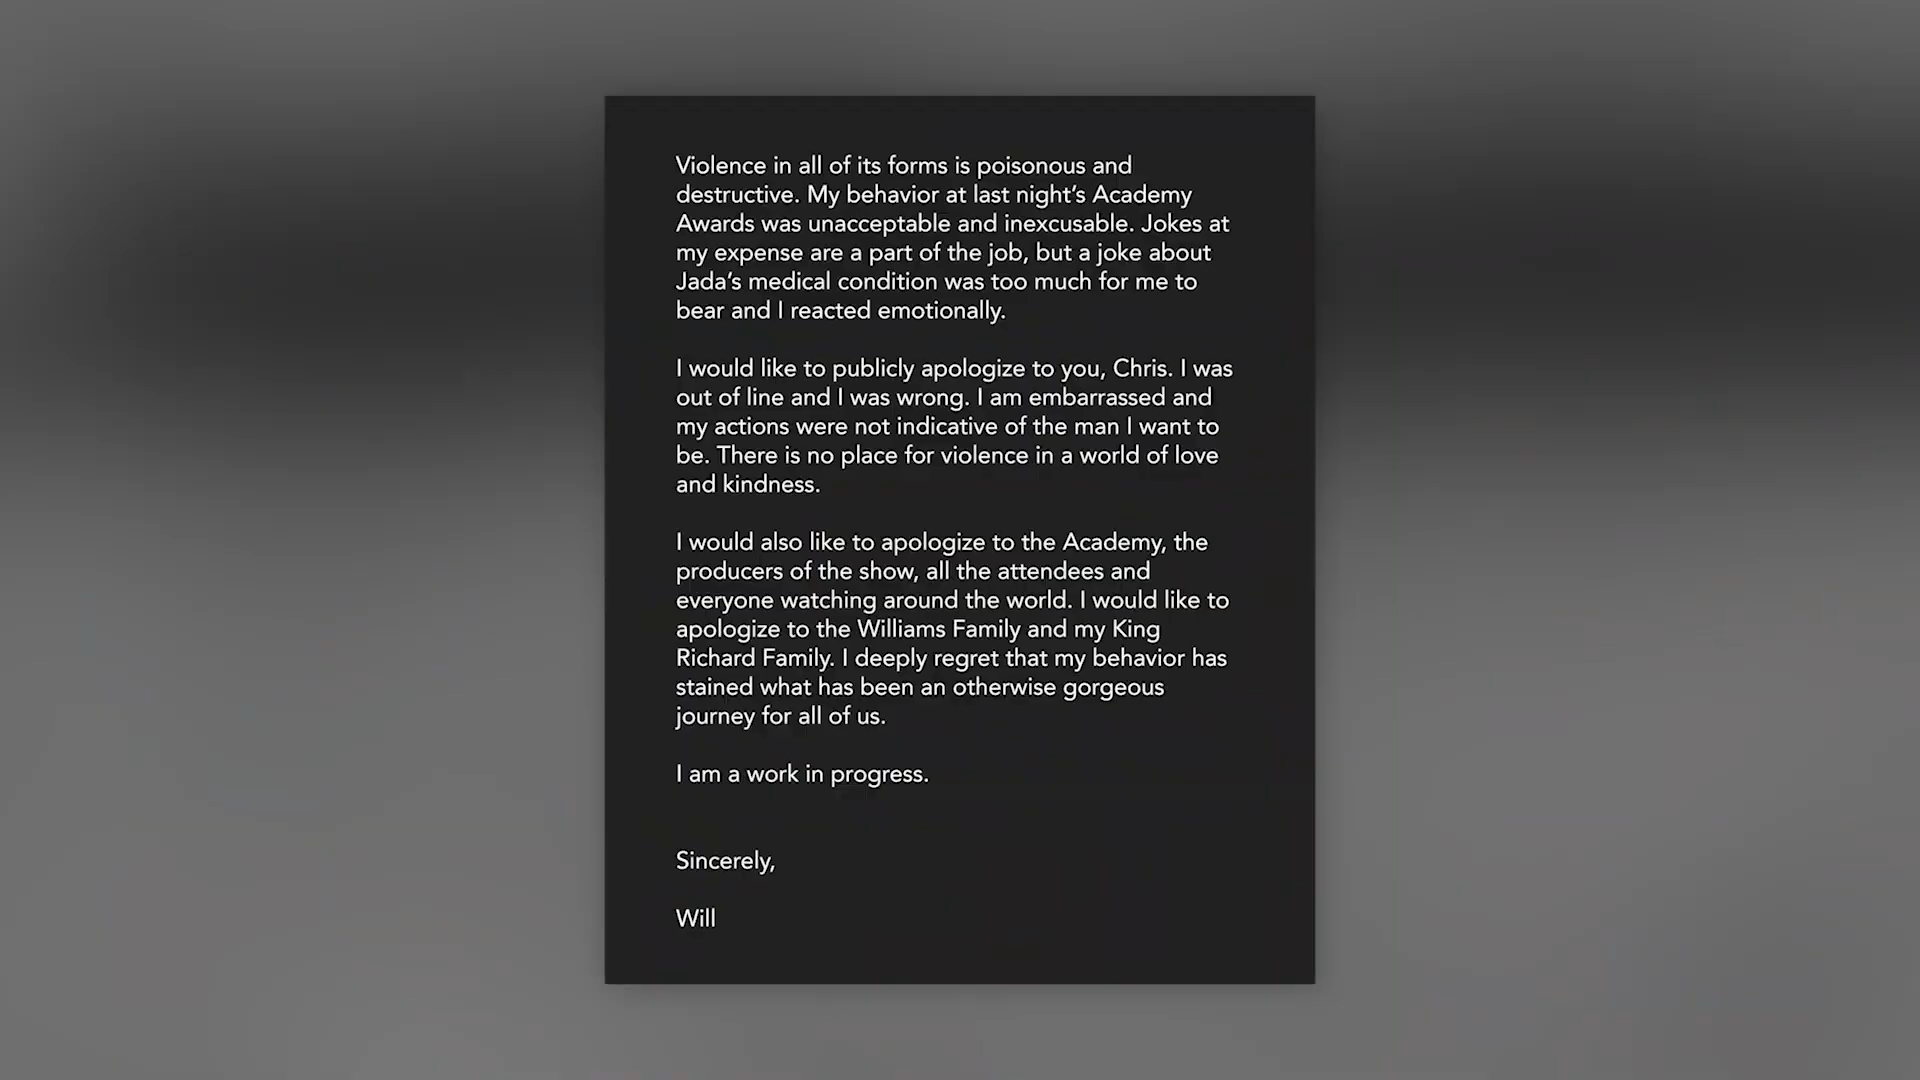 Violence in all of its forms is poisonous and
destructive. My behavior at last night’s Academy
Awards was unacceptable and inexcusable. Jokes at
my expense are a part of the job, but a joke about
Jada’s medical condition was too much for me to
bear and I reacted emotionally.
I would like to publicly apologize to you, Chris. I was
out of line and I was wrong. I am embarrassed and
my actions were not indicative of the man I want to
be. There is no place for violence in a world of love
and kindness.
I would also like to apologize to the Academy, the
producers of the show, all the attendees and
everyone watching around the world. I would like to
apologize to the Williams Family and my King
Richard Family. I deeply regret that my behavior has
stained what has been an otherwise gorgeous
journey for all of us.
I am a work in progress.
Sincerely,
Will